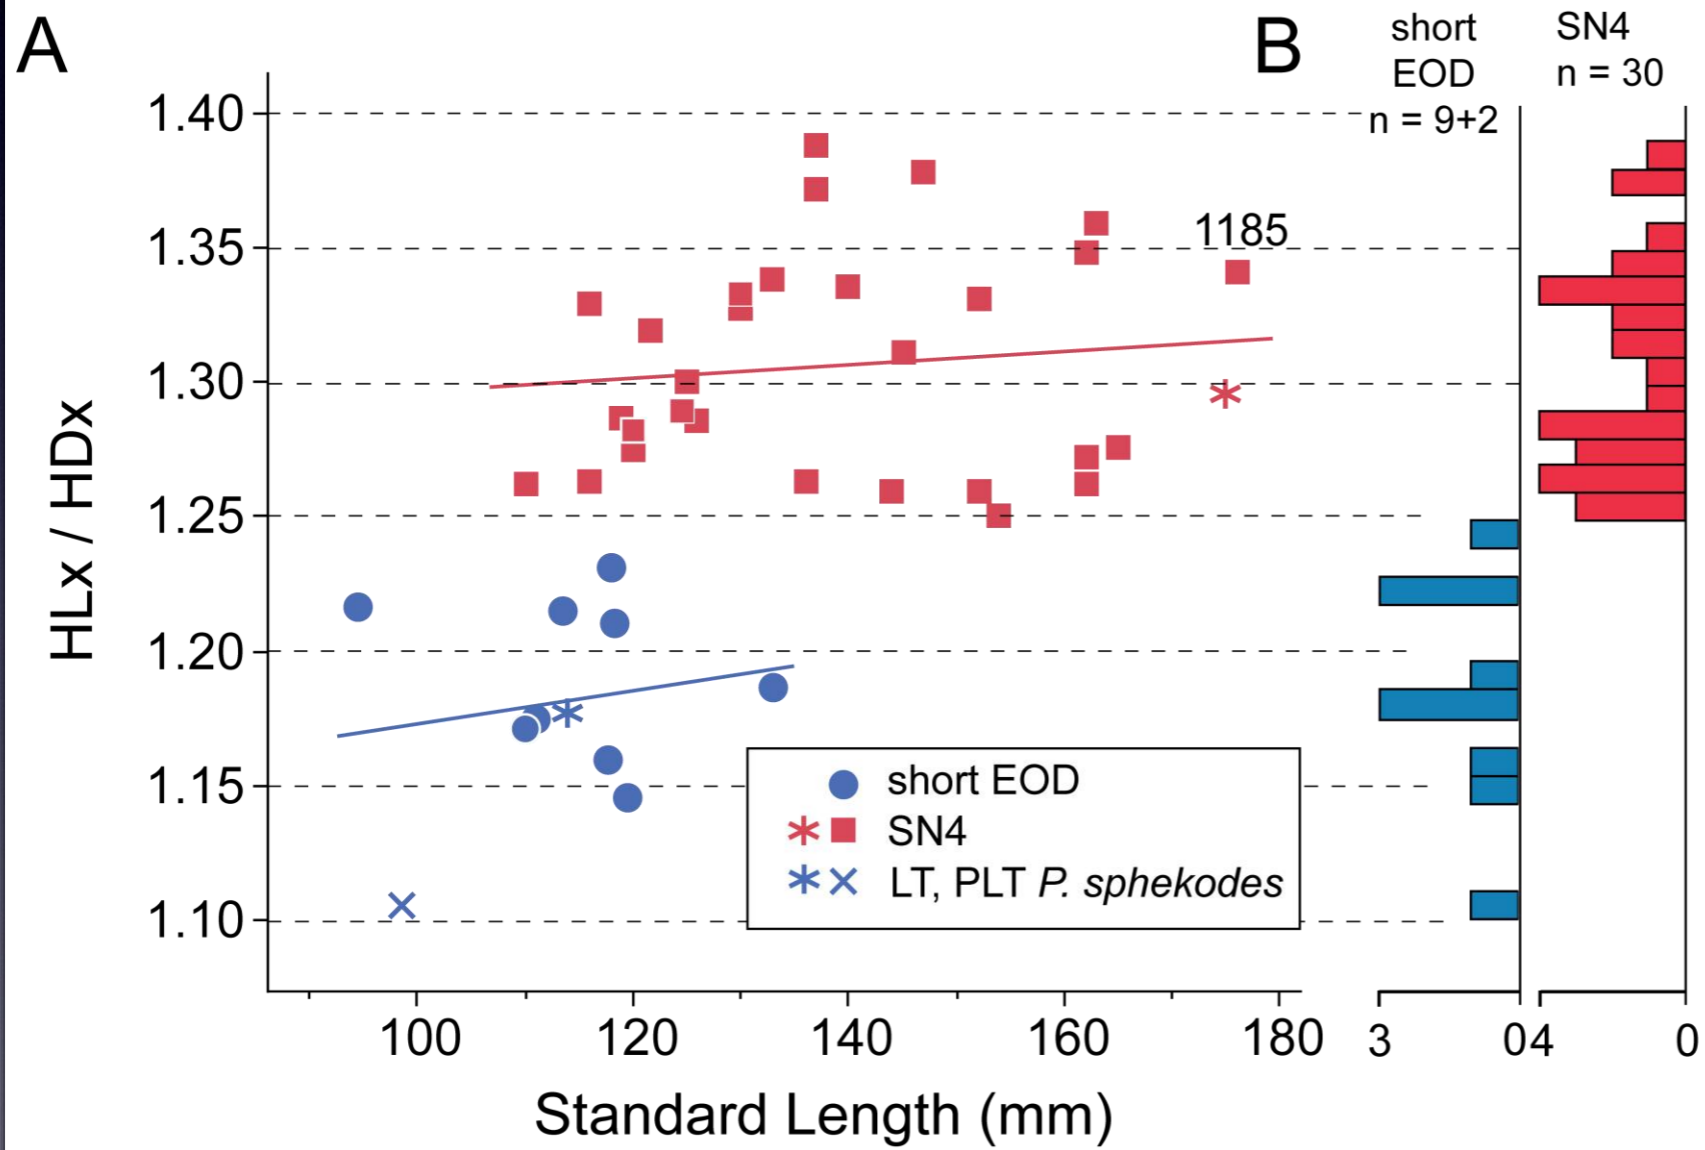 A
B
short
EOD
n = 9+2
SN4
n = 30
1.40
1.35
1.30
1.25
1.20
1.15
1.10
HLx / HDx
1185
short EOD
SN4
LT, PLT P. sphekodes
100 120 140 160 180
3 0 4 0
Standard Length (mm)